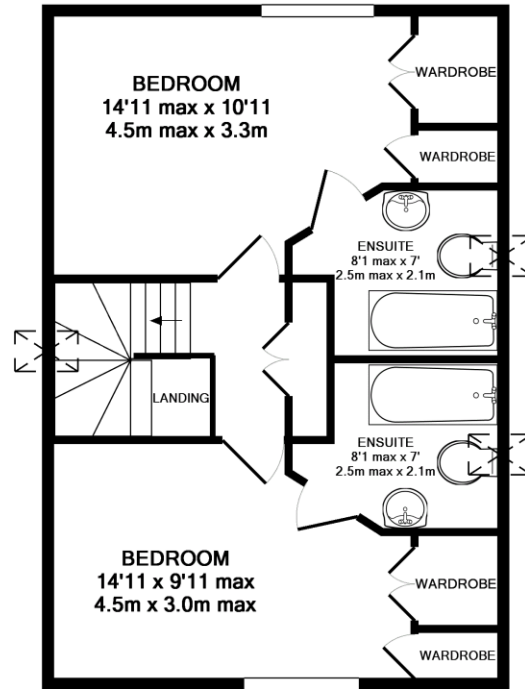 BEDROOM
14'11 max x 10'11
4.5m max x 3.3m
WARDROBE
WARDROBE
ENSUITE
8'1 max x 7'
2.5m max x 2.1m
LANDING
ENSUITE
8'1 max x 7'
2.5m max x 2.1m
BEDROOM
14'11 x 9'11 max
4.5m x 3.0m max
WARDROBE
WARDROBE